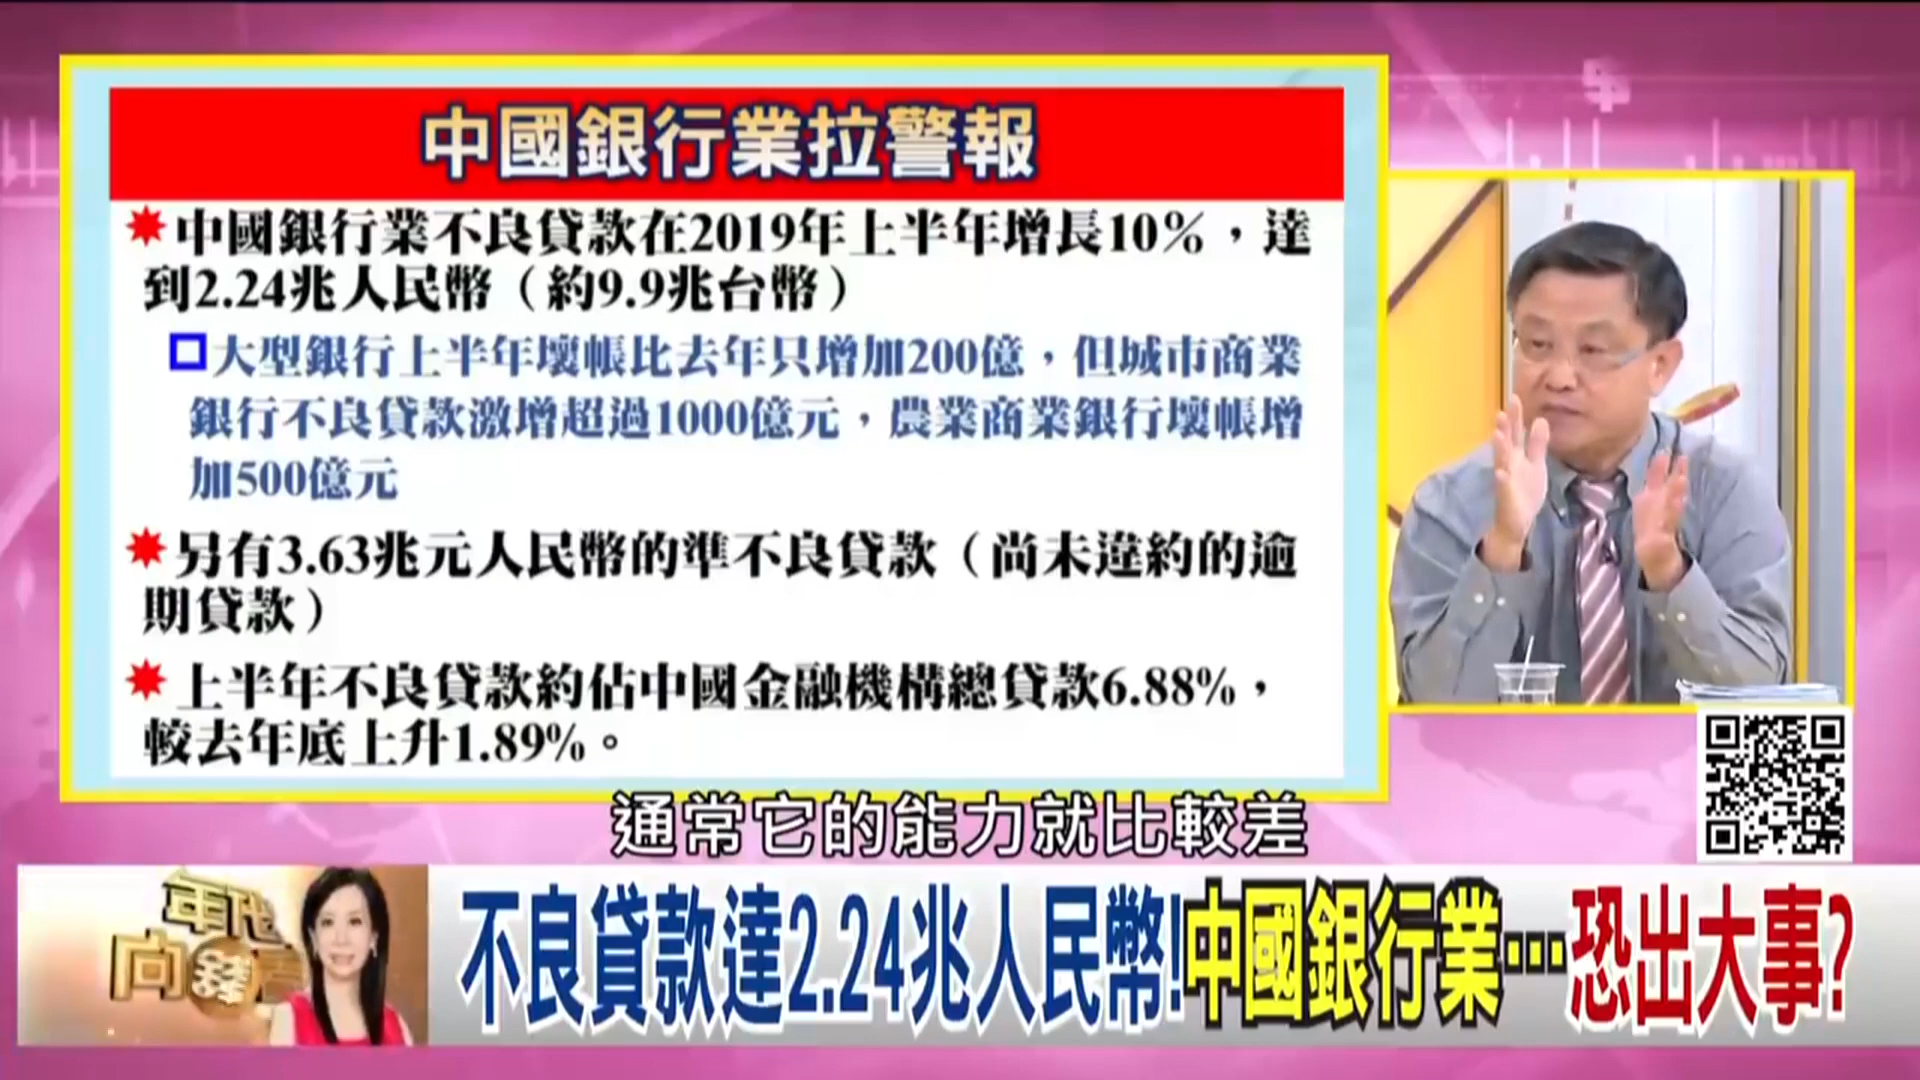 中國銀行業拉警報
中國銀行業不良貸款在2019年上半年增長10%，達
到2.24兆人民幣（約9.9兆台幣）
大型銀行上半年壞帳比去年只增加200億，但城市商業
銀行不良貸款激增超過1000億元，農業商業銀行壞帳增
加500億元
另有3.63兆元人民幣的準不良貸款（尚未違約的逾
期貸款）
上半年不良貸款約佔中國金融機構總貸款6.88%，
較去年底上升1.89%。
通常它的能力就比較差
年代
向錢
不良貸款達2.24兆人民幣!中國銀行業…恐出大事?